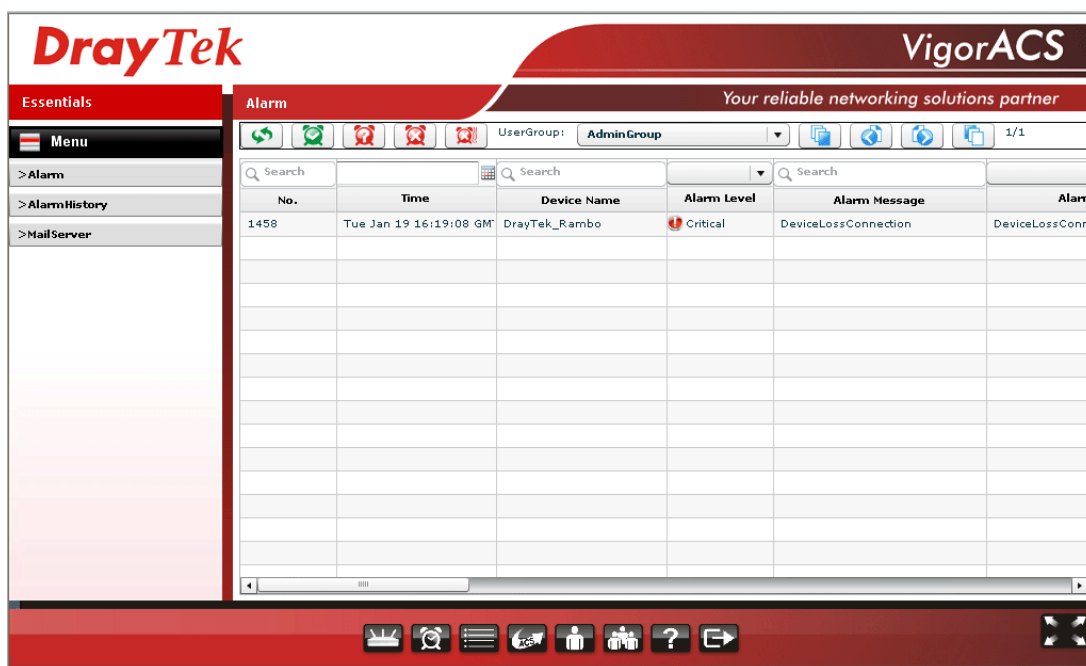 DrayTek
VigorACS
Essentials
Alarm
Your reliable networking solutions partner
Menu
UserGroup:
AdminGroup
1/1
>Alarm
>AlarmHistory
>MailServer
Search
Search
Search
No.
Time
Device Name
Alarm Level
Alarm Message
Alarm
1458
Tue Jan 19 16:19:08 GMT
DrayTek_Rambo
Critical
DeviceLossConnection
DeviceLossConn
ACS
?